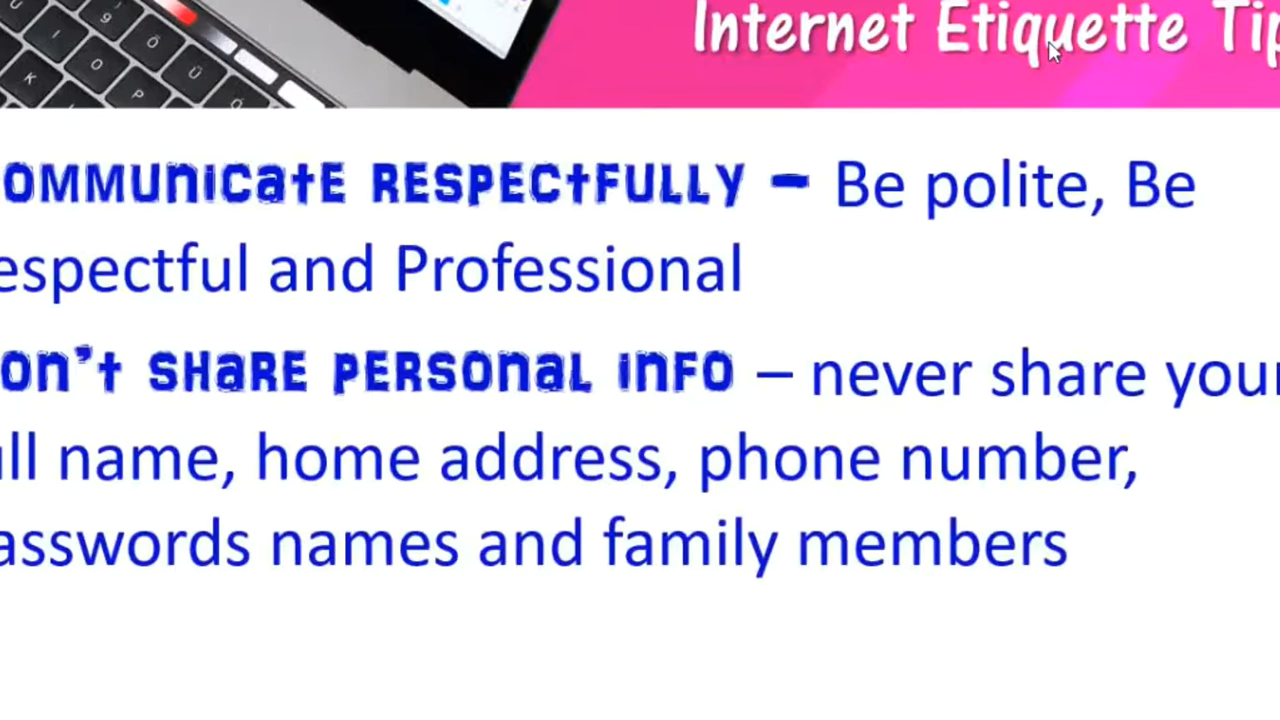 Internet Etiquette Tip
OMMUNICATE RESPECTFULLY – Be polite, Be
espectful and Professional
ON'T SHARE PERSONAL INFO – never share your
ll name, home address, phone number,
asswords names and family members